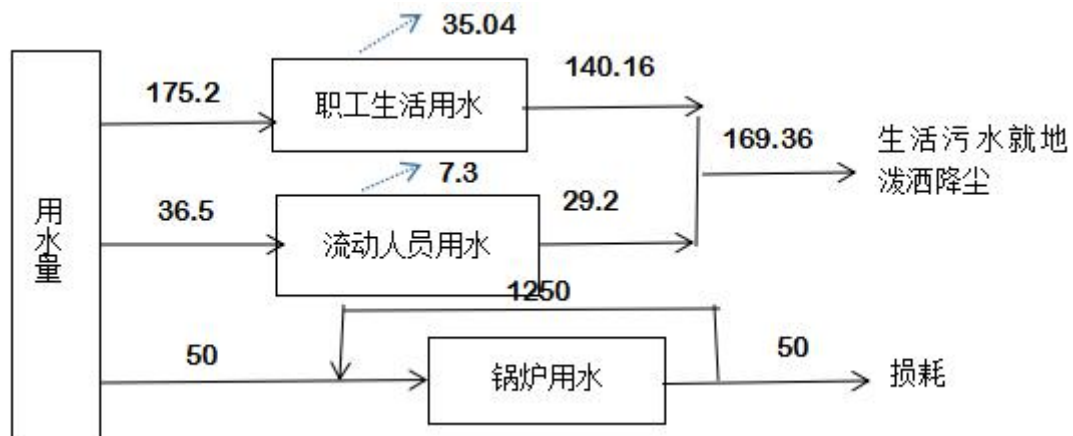 35.04
175.2
职工生活用水
140.16
7.3
169.36
生活污水就地
泼洒降尘
用水量
36.5
流动人员用水
29.2
1250
50
锅炉用水
50
损耗